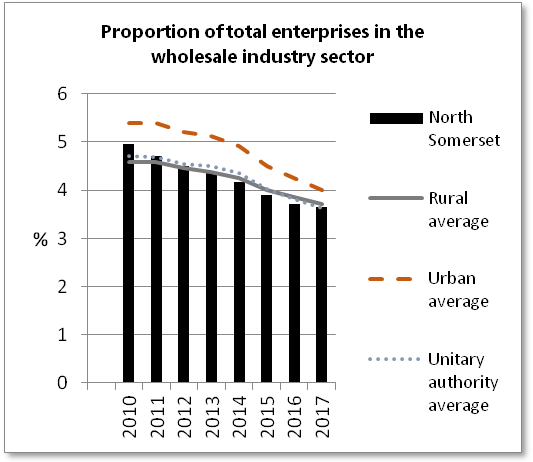 Proportion of total enterprises in the
wholesale industry sector
6
5
4
3
2
1
0
%
2010 2011 2012 2013 2014 2015 2016 2017
North
Somerset
Rural
average
Urban
average
Unitary
authority
average